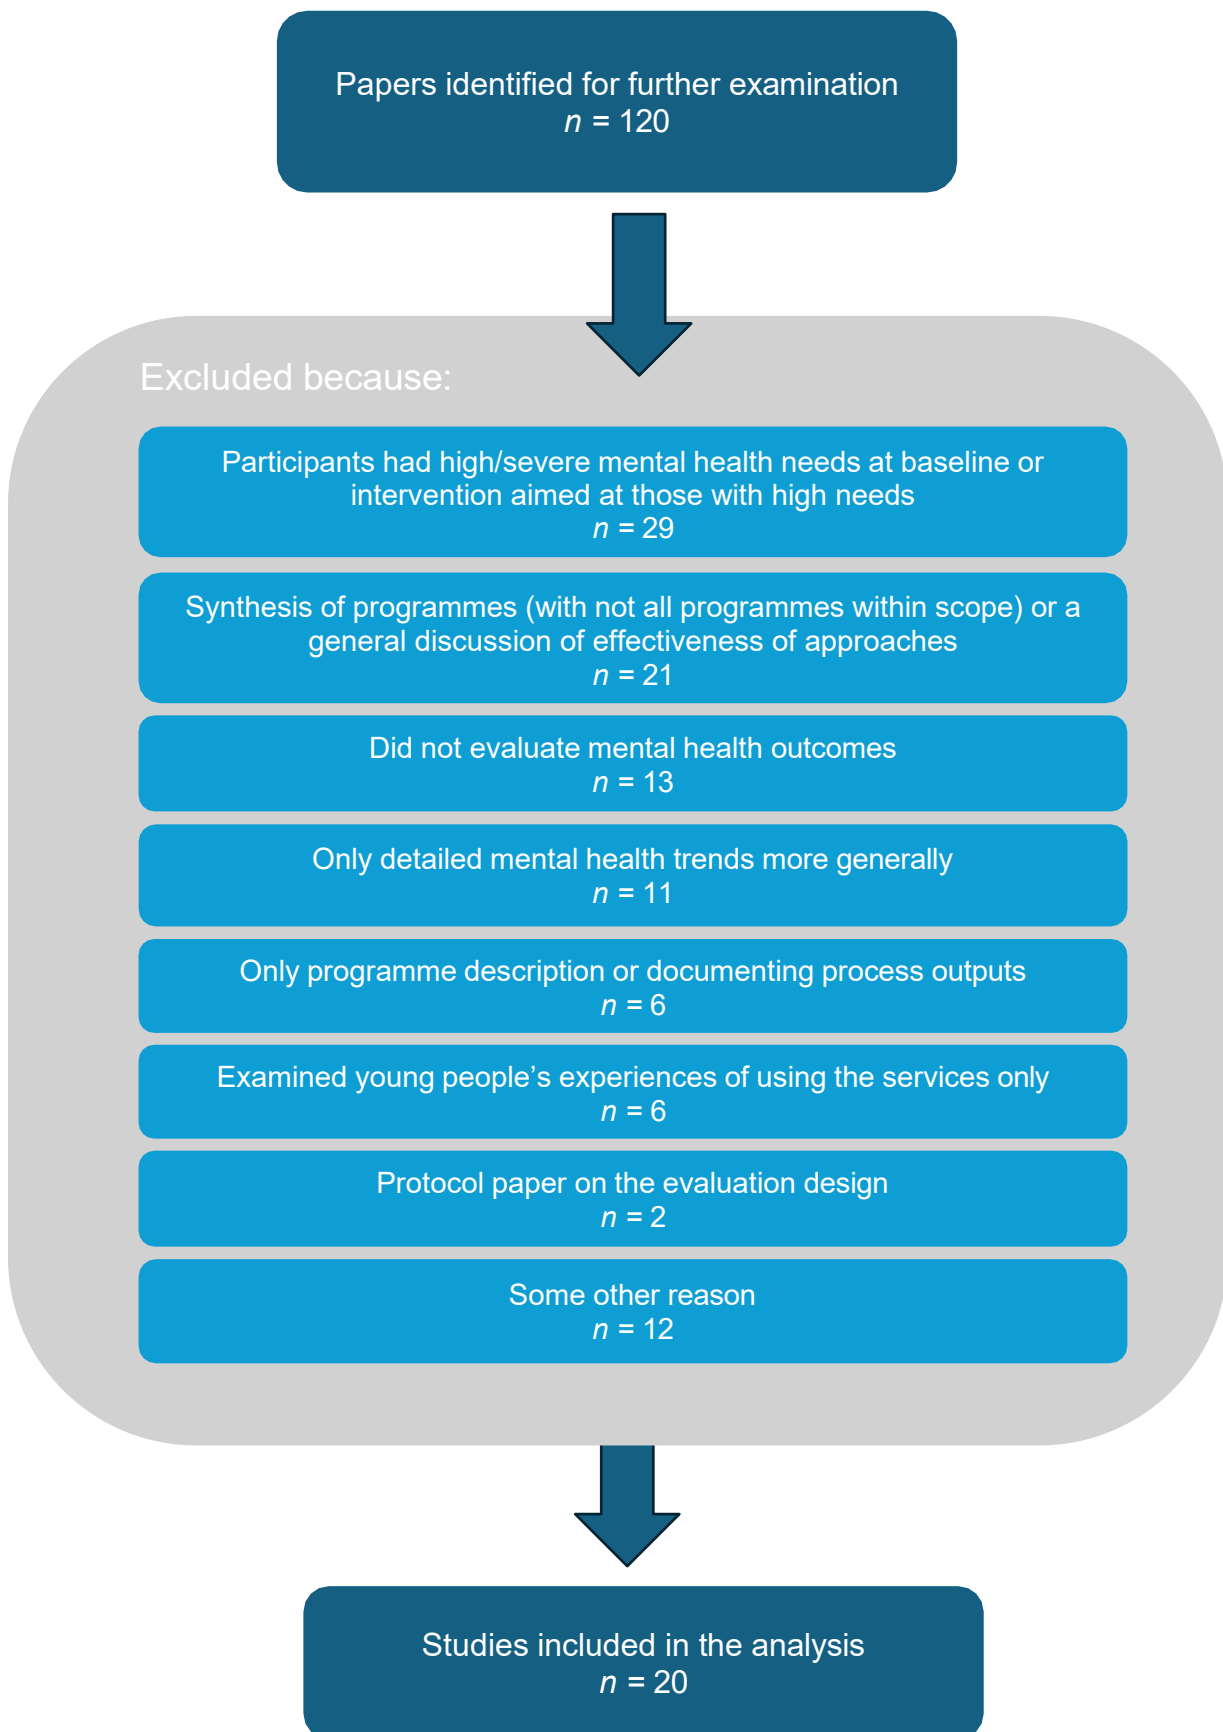 Papers identified for further examination
n = 120
Excluded because:
Participants had high/severe mental health needs at baseline or
intervention aimed at those with high needs
n = 29
Synthesis of programmes (with not all programmes within scope) or a
general discussion of effectiveness of approaches
n = 21
Did not evaluate mental health outcomes
n = 13
Only detailed mental health trends more generally
n = 11
Only programme description or documenting process outputs
n = 6
Examined young people’s experiences of using the services only
n = 6
Protocol paper on the evaluation design
n = 2
Some other reason
n = 12
Studies included in the analysis
n = 20